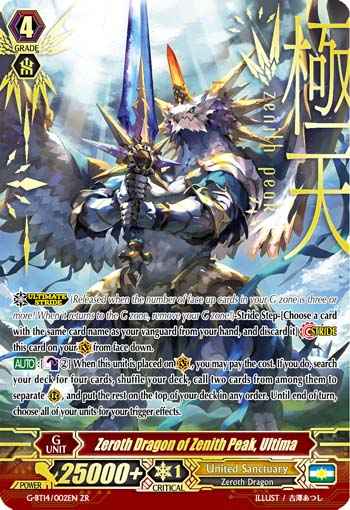 4
GRADE
極天
zenith peak
ULTIMATE STRIDE (Released when the number of face up cards in your G zone is three or
more! When it returns to the G zone, remove your G zone!)-Stride Step-[Choose a card
with the same card name as your vanguard from your hand, and discard it] STRIDE
this card on your from face down.
AUTO : [ 2] When this unit is placed on , you may pay the cost. If you do, search
your deck for four cards, shuffle your deck, call two cards from among them to
separate , and put the rest on the top of your deck in any order. Until end of turn,
choose all of your units for your trigger effects.
G
UNIT
Zeroth Dragon of Zenith Peak, Ultima
POWER
25000+
1
CRITICAL
United Sanctuary
Zeroth Dragon
G-BT14/002EN ZR
ILLUST / 古澤あつし